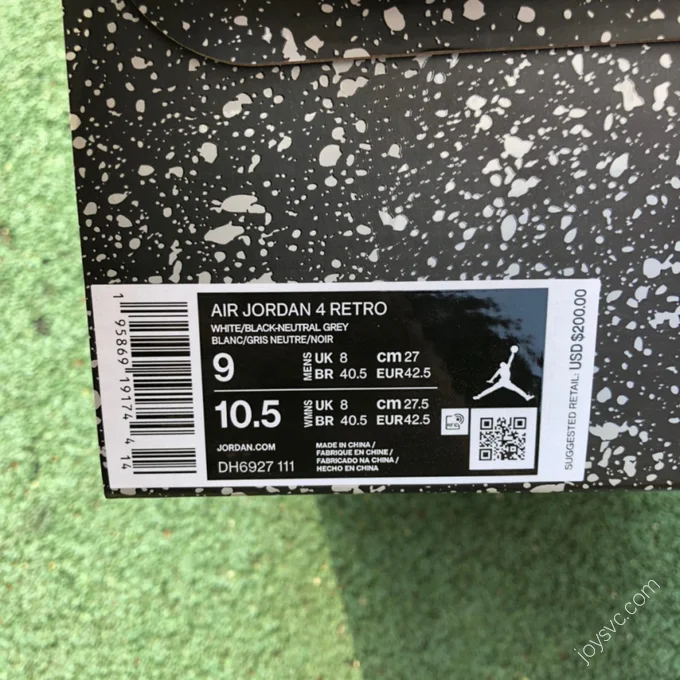 1 95869 19174 4 14
AIR JORDAN 4 RETRO
WHITE/BLACK-NEUTRAL GREY
BLANC/GRIS NEUTRE/NOIR
9 MENS UK 8 cm 27
BR 40.5 EUR 42.5
10.5 WMNS UK 8 cm 27.5
BR 40.5 EUR 42.5
JORDAN.COM
DH6927 111
MADE IN CHINA /
FABRIQUE EN CHINE /
FABRICADO NA CHINA /
HECHO EN CHINA
SUGGESTED RETAIL: USD $200.00
joysvc.com